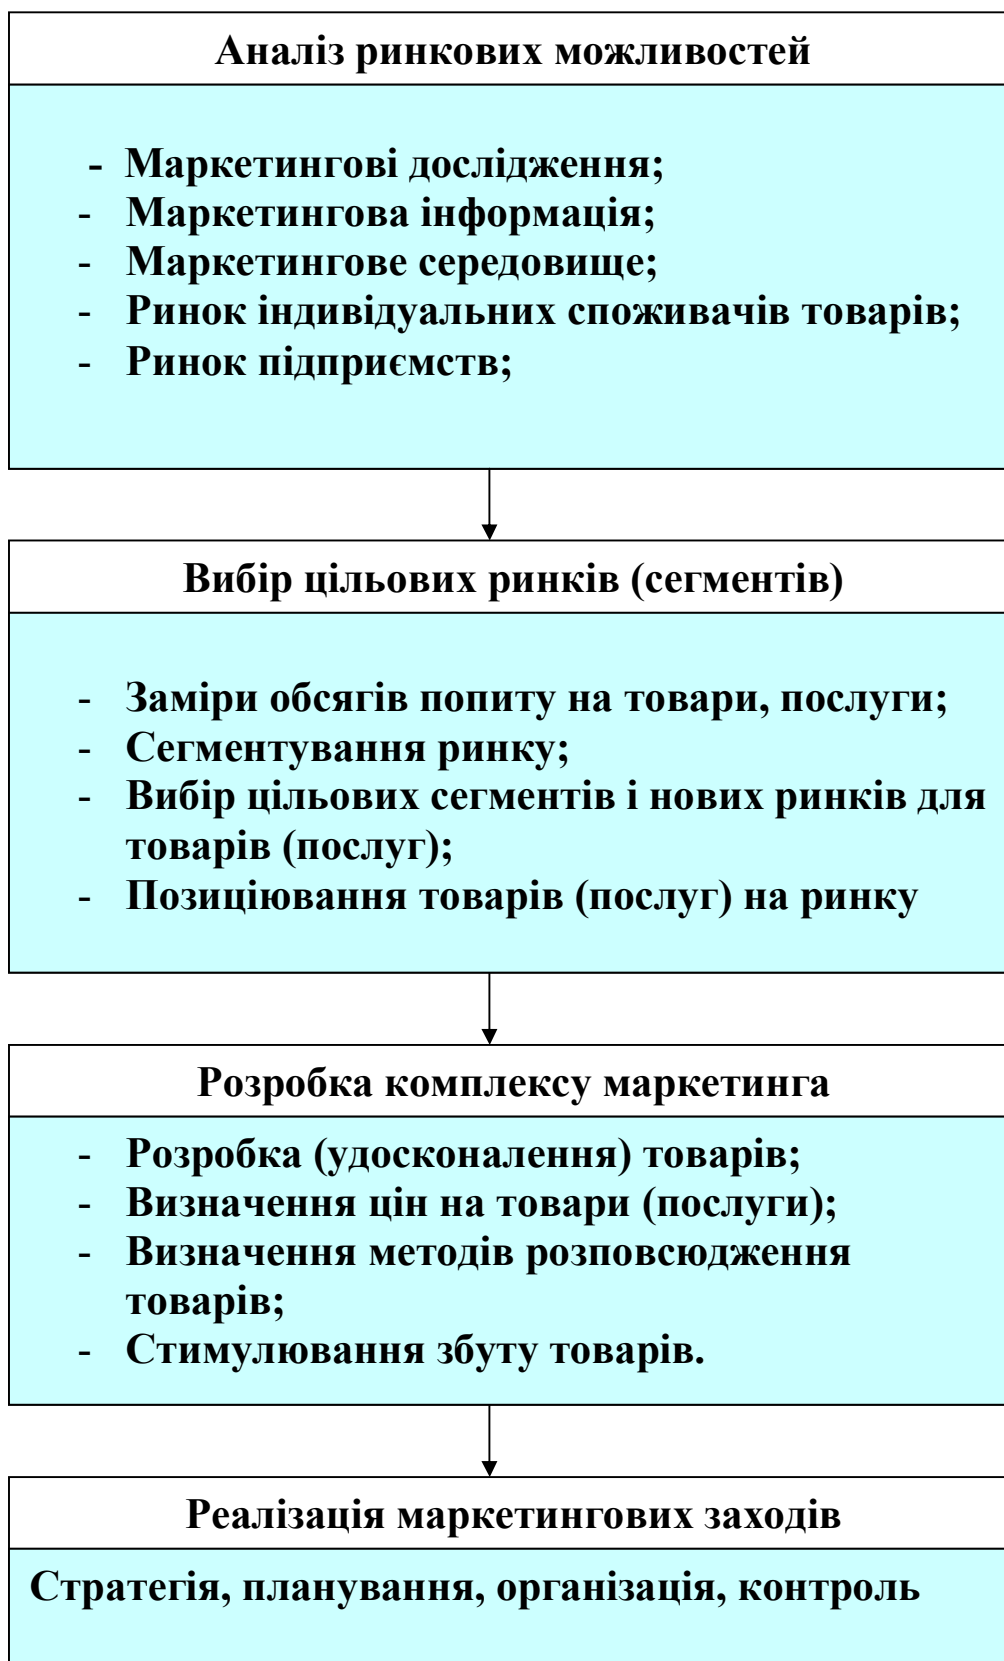 Аналіз ринкових можливостей
- Маркетингові дослідження;
- Маркетингова інформація;
- Маркетингове середовище;
- Ринок індивідуальних споживачів товарів;
- Ринок підприємств;
Вибір цільових ринків (сегментів)
- Заміри обсягів попиту на товари, послуги;
- Сегментування ринку;
- Вибір цільових сегментів і нових ринків для
товарів (послуг);
- Позиціювання товарів (послуг) на ринку
Розробка комплексу маркетинга
- Розробка (удосконалення) товарів;
- Визначення цін на товари (послуги);
- Визначення методів розповсюдження
товарів;
- Стимулювання збуту товарів.
Реалізація маркетингових заходів
Стратегія, планування, організація, контроль